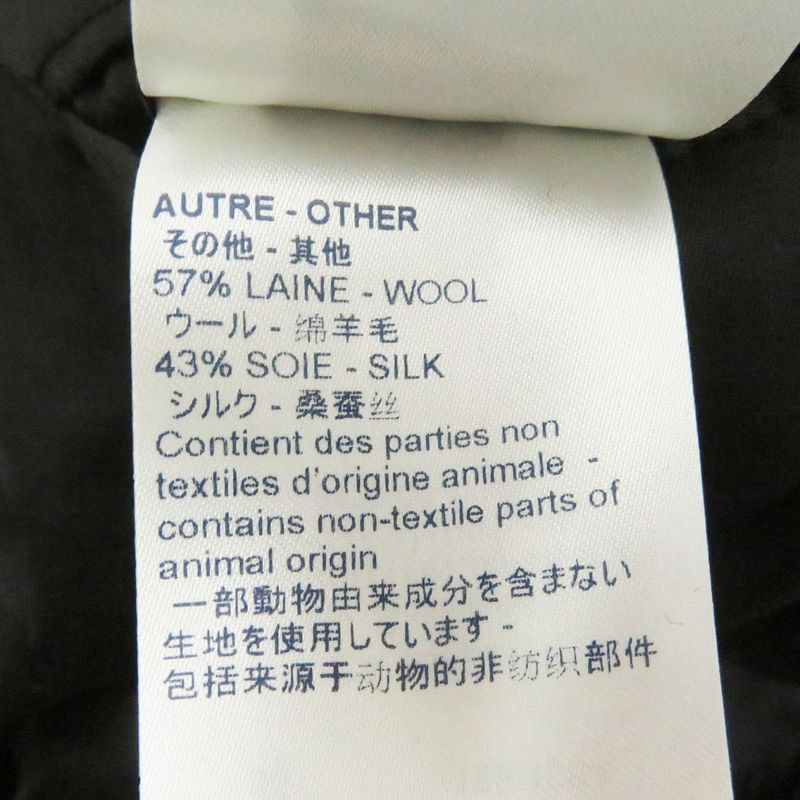 AUTRE - OTHER
その他 - 其他
57% LAINE - WOOL
ウール - 绵羊毛
43% SOIE - SILK
シルク - 桑蚕丝
Contient des parties non
textiles d'origine animale -
contains non-textile parts of
animal origin
一部動物由来成分を含まない
生地を使用しています -
包括来源于动物的非纺织部件